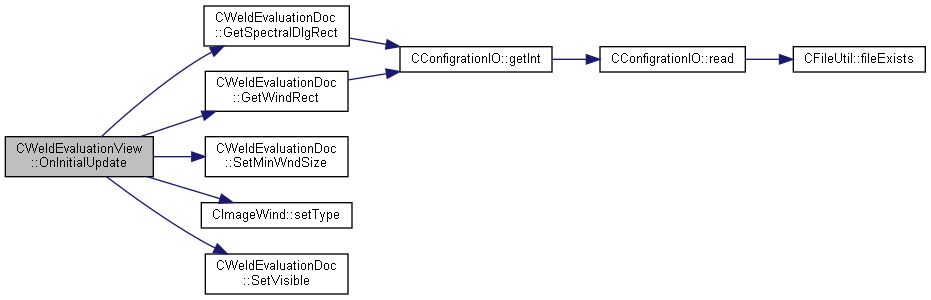 CWeldEvaluationView
::OnInitialUpdate
CWeldEvaluationDoc
::GetSpectralDlgRect
CWeldEvaluationDoc
::GetWindRect
CWeldEvaluationDoc
::SetMinWndSize
CImageWind::setType
CWeldEvaluationDoc
::SetVisible
CConfigrationIO::getInt
CConfigrationIO::read
CFileUtil::fileExists